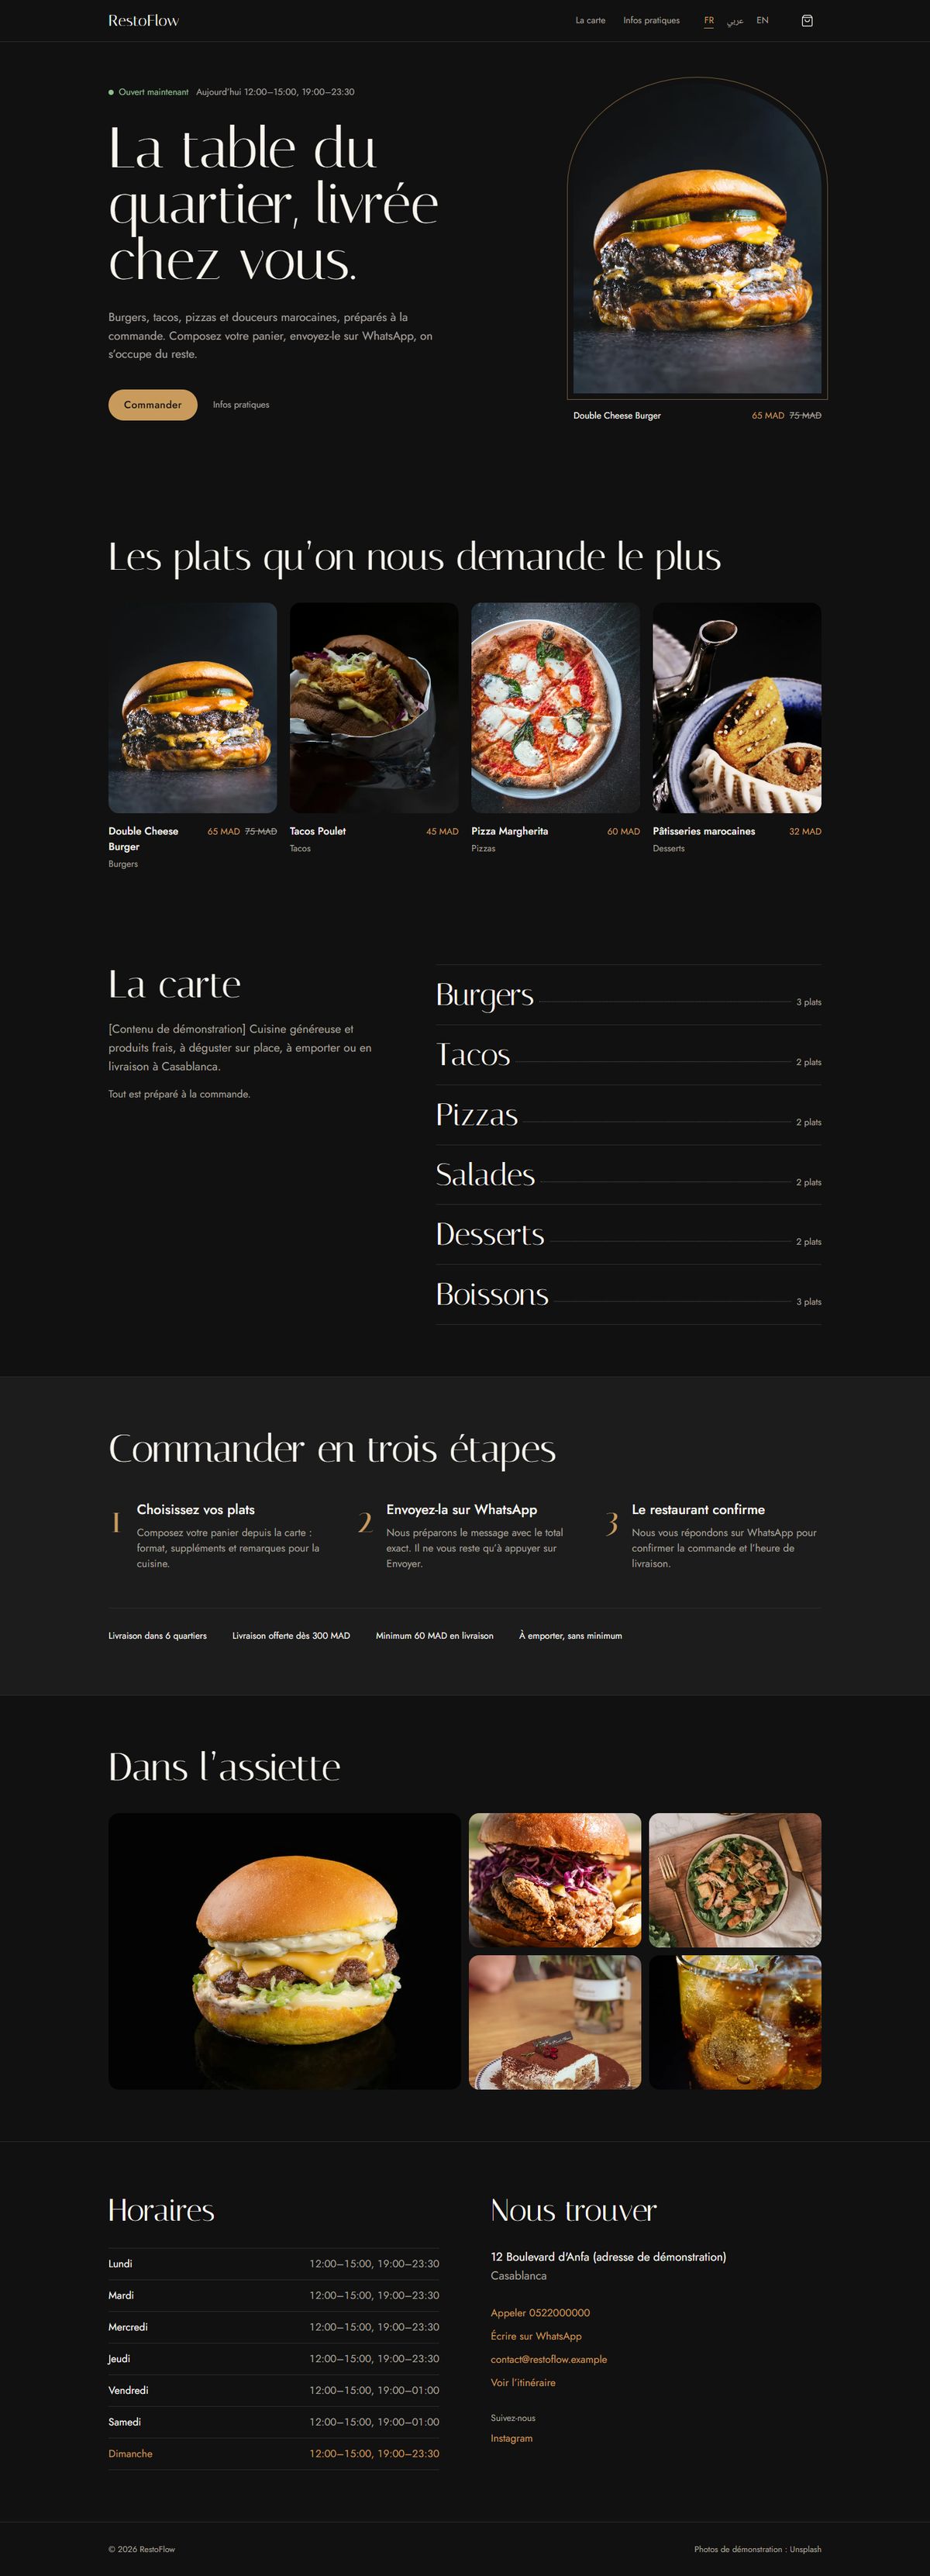 RestoFlow
La carte
Infos pratiques
FR
عربي
EN
Ouvert maintenant Aujourd'hui 12:00–15:00, 19:00–23:30
La table du
quartier, livrée
chez vous.
Burgers, tacos, pizzas et douceurs marocaines, préparés à la
commande. Composez votre panier, envoyez-le sur WhatsApp, on
s'occupe du reste.
Commander
Infos pratiques
Double Cheese Burger
65 MAD 75 MAD
Les plats qu'on nous demande le plus
Double Cheese
Burger
65 MAD 75 MAD
Burgers
Tacos Poulet
45 MAD
Tacos
Pizza Margherita
60 MAD
Pizzas
Pâtisseries marocaines
32 MAD
Desserts
La carte
[Contenu de démonstration] Cuisine généreuse et
produits frais, à déguster sur place, à emporter ou en
livraison à Casablanca.
Tout est préparé à la commande.
Burgers 3 plats
Tacos 2 plats
Pizzas 2 plats
Salades 2 plats
Desserts 2 plats
Boissons 3 plats
Commander en trois étapes
1
Choisissez vos plats
Composez votre panier depuis la carte :
format, suppléments et remarques pour la
cuisine.
2
Envoyez-la sur WhatsApp
Nous préparons le message avec le total
exact. Il ne vous reste qu'à appuyer sur
Envoyer.
3
Le restaurant confirme
Nous vous répondons sur WhatsApp pour
confirmer la commande et l'heure de
livraison.
Livraison dans 6 quartiers
Livraison offerte dès 300 MAD
Minimum 60 MAD en livraison
À emporter, sans minimum
Dans l'assiette
Horaires
Lundi 12:00–15:00, 19:00–23:30
Mardi 12:00–15:00, 19:00–23:30
Mercredi 12:00–15:00, 19:00–23:30
Jeudi 12:00–15:00, 19:00–23:30
Vendredi 12:00–15:00, 19:00–01:00
Samedi 12:00–15:00, 19:00–01:00
Dimanche 12:00–15:00, 19:00–23:30
Nous trouver
12 Boulevard d'Anfa (adresse de démonstration)
Casablanca
Appeler 0522000000
Écrire sur WhatsApp
contact@restoflow.example
Voir l'itinéraire
Suivez-nous
Instagram
© 2026 RestoFlow
Photos de démonstration : Unsplash